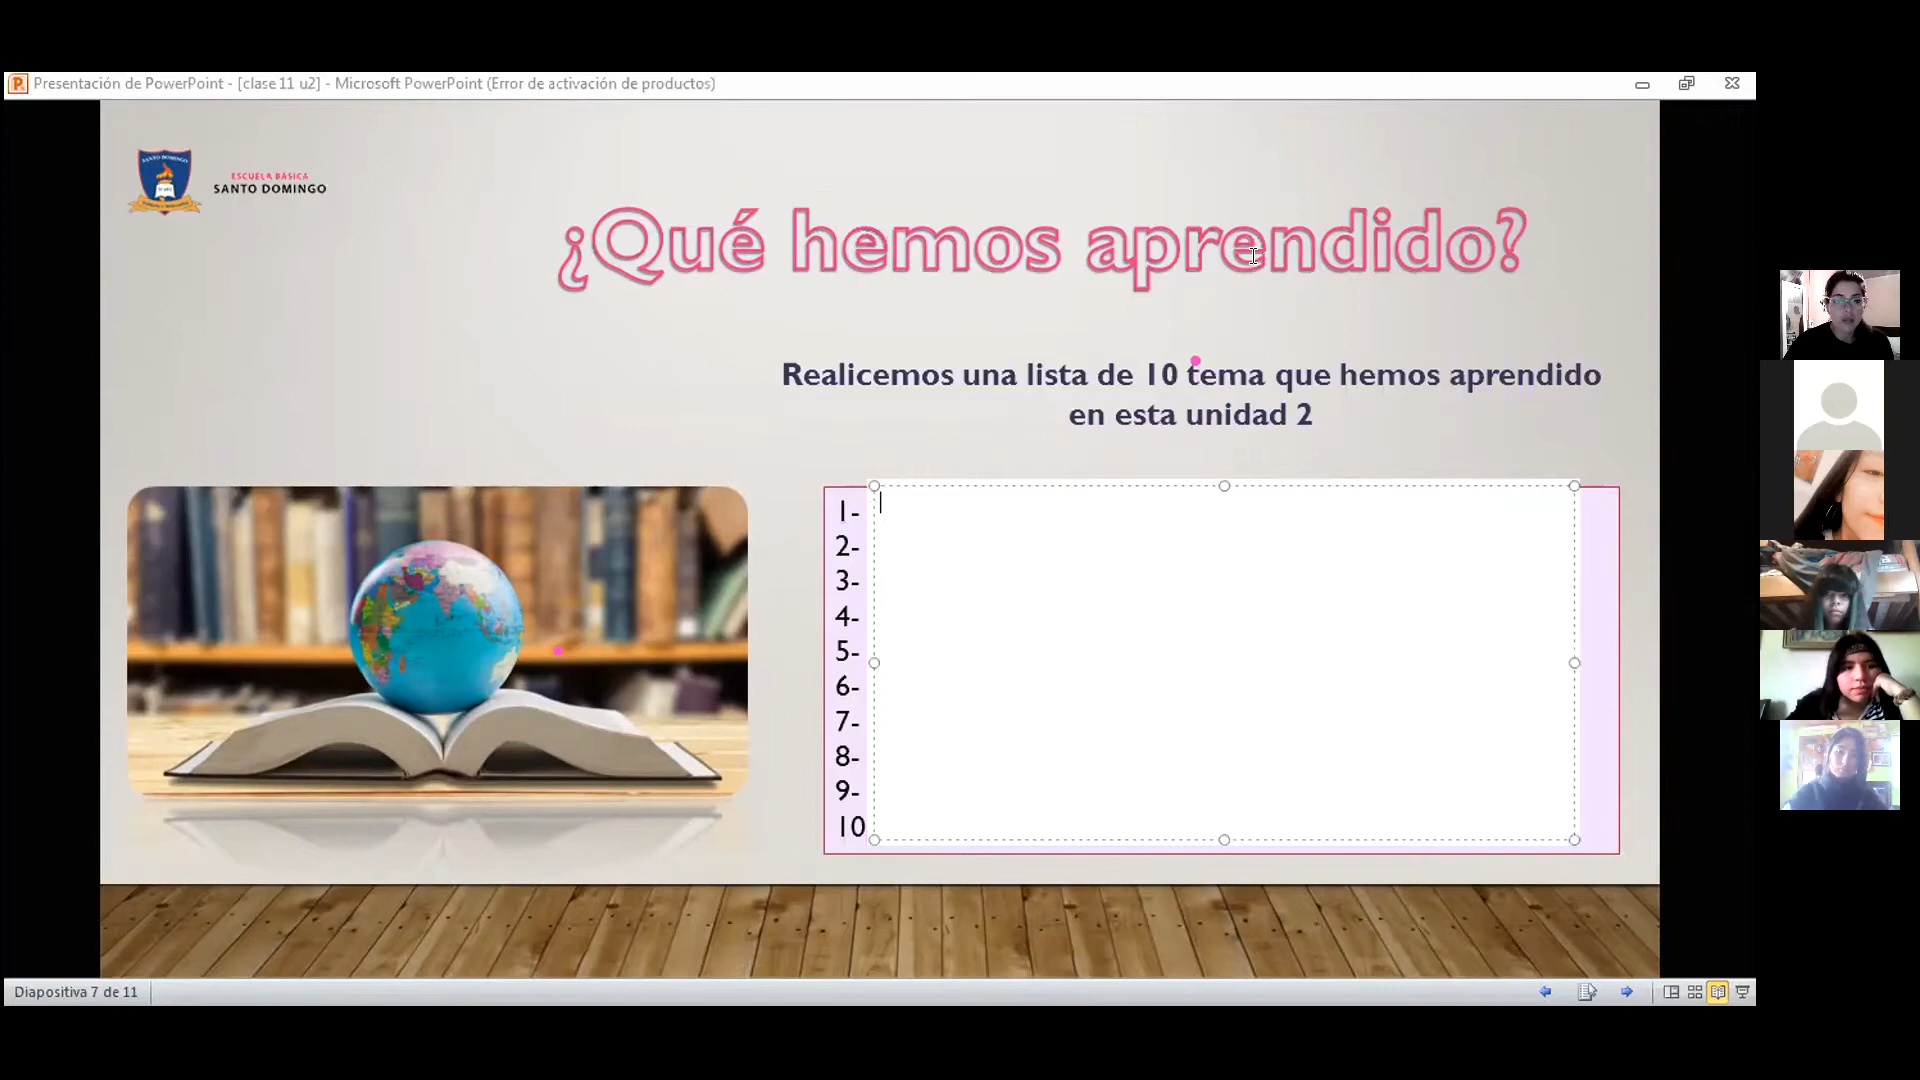 Presentación de PowerPoint - [clase 11 u2] - Microsoft PowerPoint (Error de activación de productos)
SANTO DOMINGO
ESCUELA BÁSICA
SANTO DOMINGO
¿Qué hemos aprendido?
Realicemos una lista de 10 tema que hemos aprendido
en esta unidad 2
1-
2-
3-
4-
5-
6-
7-
8-
9-
10
Diapositiva 7 de 11